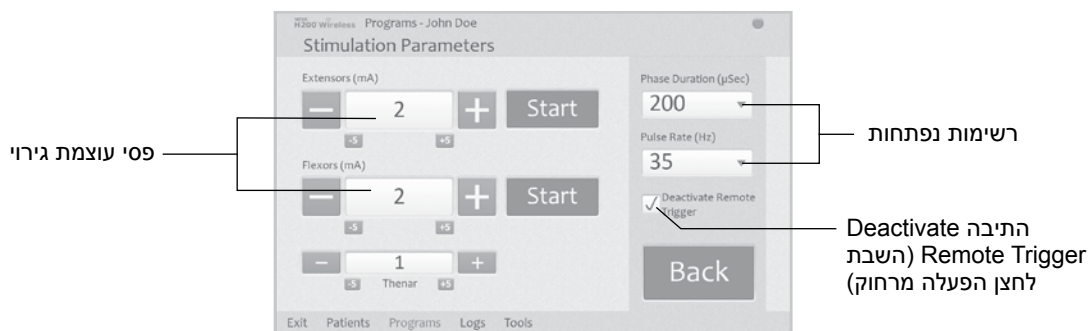 H200 Wireless Programs - John Doe
Stimulation Parameters
Extensors (mA)
− 2 + Start
-5 +5
Flexors (mA)
− 2 + Start
-5 +5
− 1 +
-5 Thenar +5
Phase Duration (µSec)
200
Pulse Rate (Hz)
35
Deactivate Remote
Trigger
Back
Exit Patients Programs Logs Tools
פסי עוצמת גירוי
רשימות נפתחות
התיבה Deactivate
Remote Trigger (השבת
לחצן הפעלה מרחוק)